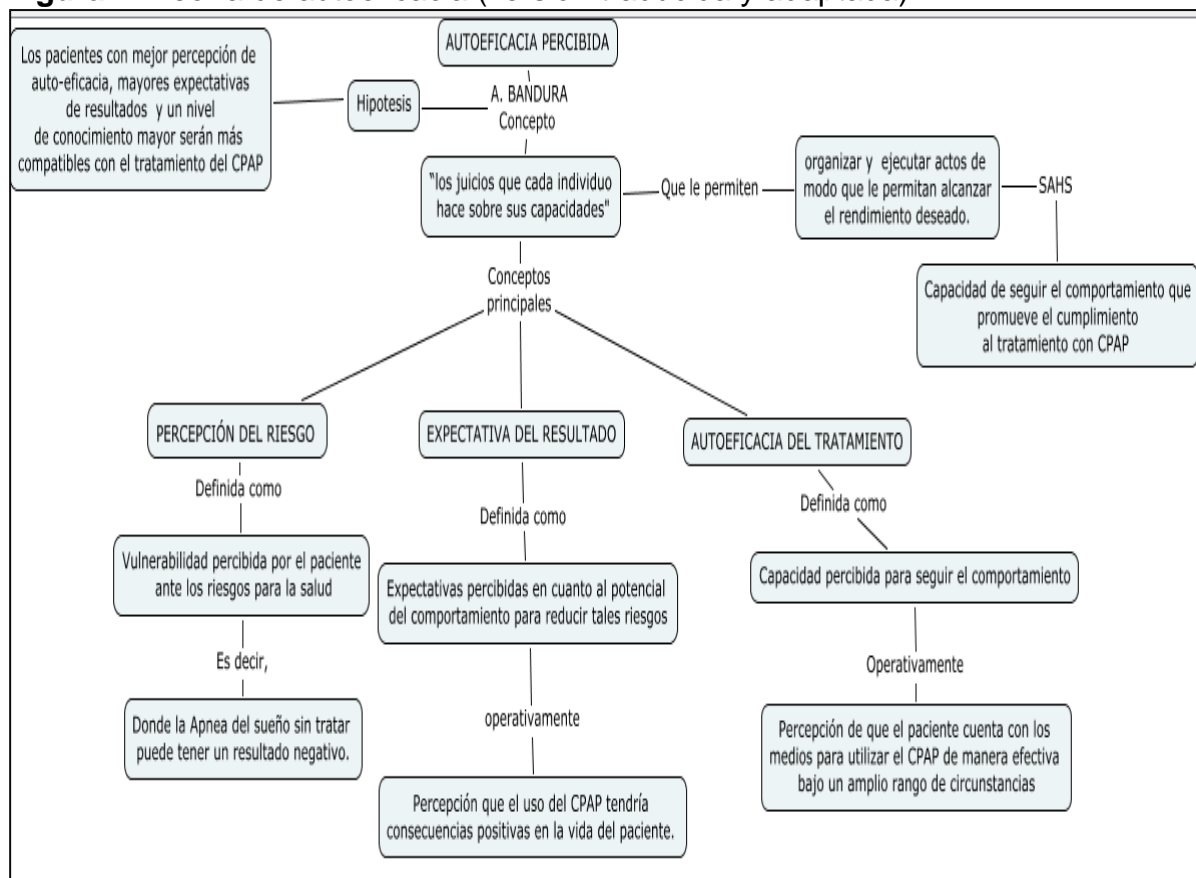 AUTOEFICACIA PERCIBIDA
Los pacientes con mejor percepción de
auto-eficacia, mayores expectativas
de resultados y un nivel
de conocimiento mayor serán más
compatibles con el tratamiento del CPAP
Hipotesis
A. BANDURA
Concepto
"los juicios que cada individuo
hace sobre sus capacidades"
Que le permiten
organizar y ejecutar actos de
modo que le permitan alcanzar
el rendimiento deseado.
SAHS
Capacidad de seguir el comportamiento que
promueve el cumplimiento
al tratamiento con CPAP
Conceptos
principales
PERCEPCIÓN DEL RIESGO
Definida como
Vulnerabilidad percibida por el paciente
ante los riesgos para la salud
Es decir,
Donde la Apnea del sueño sin tratar
puede tener un resultado negativo.
EXPECTATIVA DEL RESULTADO
Definida como
Expectativas percibidas en cuanto al potencial
del comportamiento para reducir tales riesgos
operativamente
Percepción que el uso del CPAP tendría
consecuencias positivas en la vida del paciente.
AUTOEFICACIA DEL TRATAMIENTO
Definida como
Capacidad percibida para seguir el comportamiento
Operativamente
Percepción de que el paciente cuenta con los
medios para utilizar el CPAP de manera efectiva
bajo un amplio rango de circunstancias